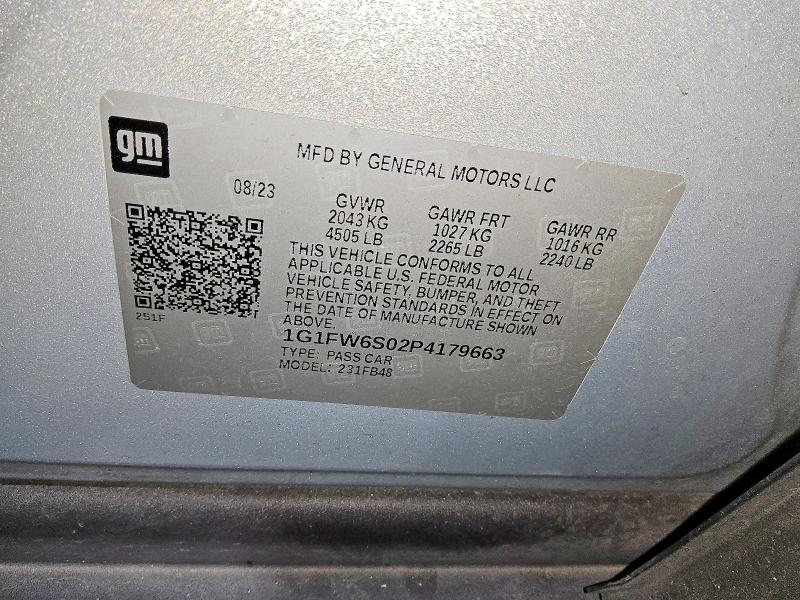 gm
MFD BY GENERAL MOTORS LLC
08/23
GVWR GAWR FRT GAWR RR
2043 KG 1027 KG 1016 KG
4505 LB 2265 LB 2240 LB
THIS VEHICLE CONFORMS TO ALL
APPLICABLE U.S. FEDERAL MOTOR
VEHICLE SAFETY, BUMPER, AND THEFT
PREVENTION STANDARDS IN EFFECT ON
THE DATE OF MANUFACTURE SHOWN
ABOVE.
251F
1G1FW6S02P4179663
TYPE: PASS CAR
MODEL: 231FB48